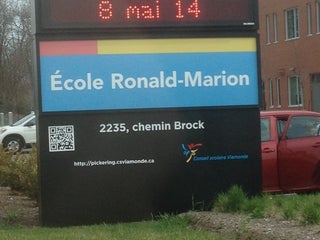 8 mai 14
École Ronald-Marion
2235, chemin Brock
http://pickering.csviamonde.ca
Conseil scolaire Viamonde